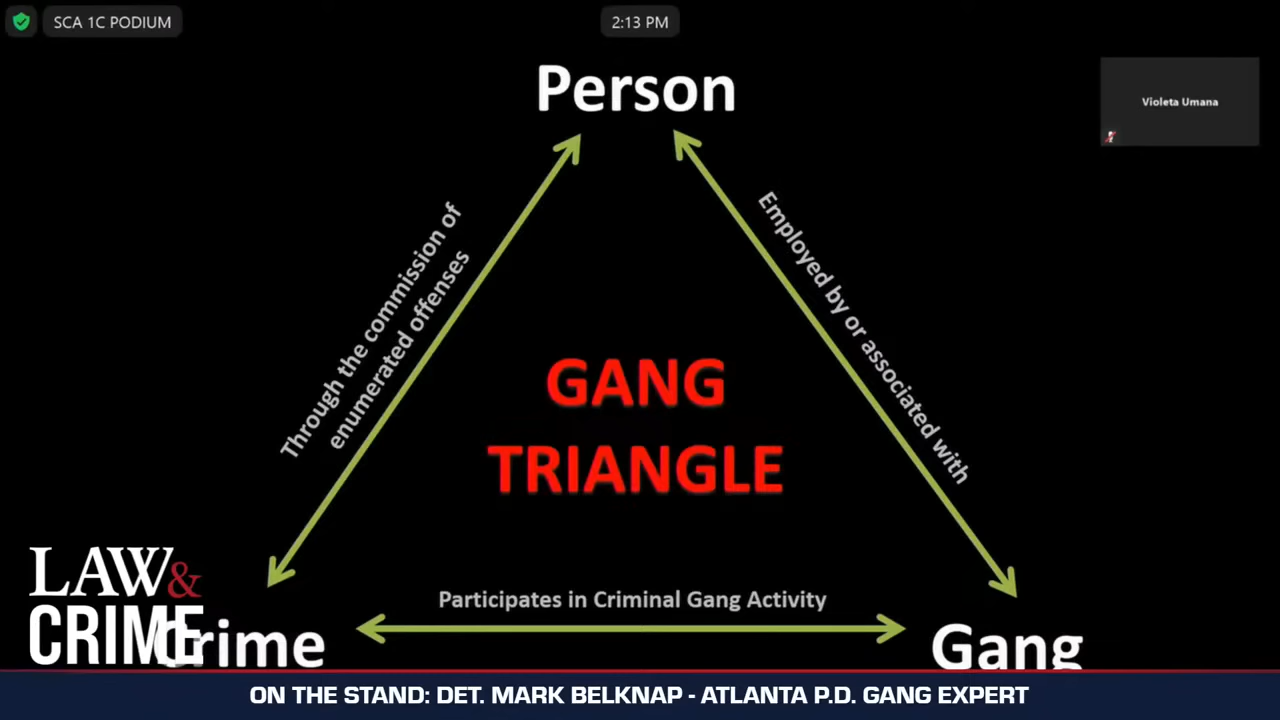 SCA 1C PODIUM
2:13 PM
Person
Violeta Umana
Through the commission of
enumerated offenses
Employed by or associated with
GANG
TRIANGLE
Participates in Criminal Gang Activity
LAW&
CRIME
Crime
Gang
ON THE STAND: DET. MARK BELKNAP - ATLANTA P.D. GANG EXPERT